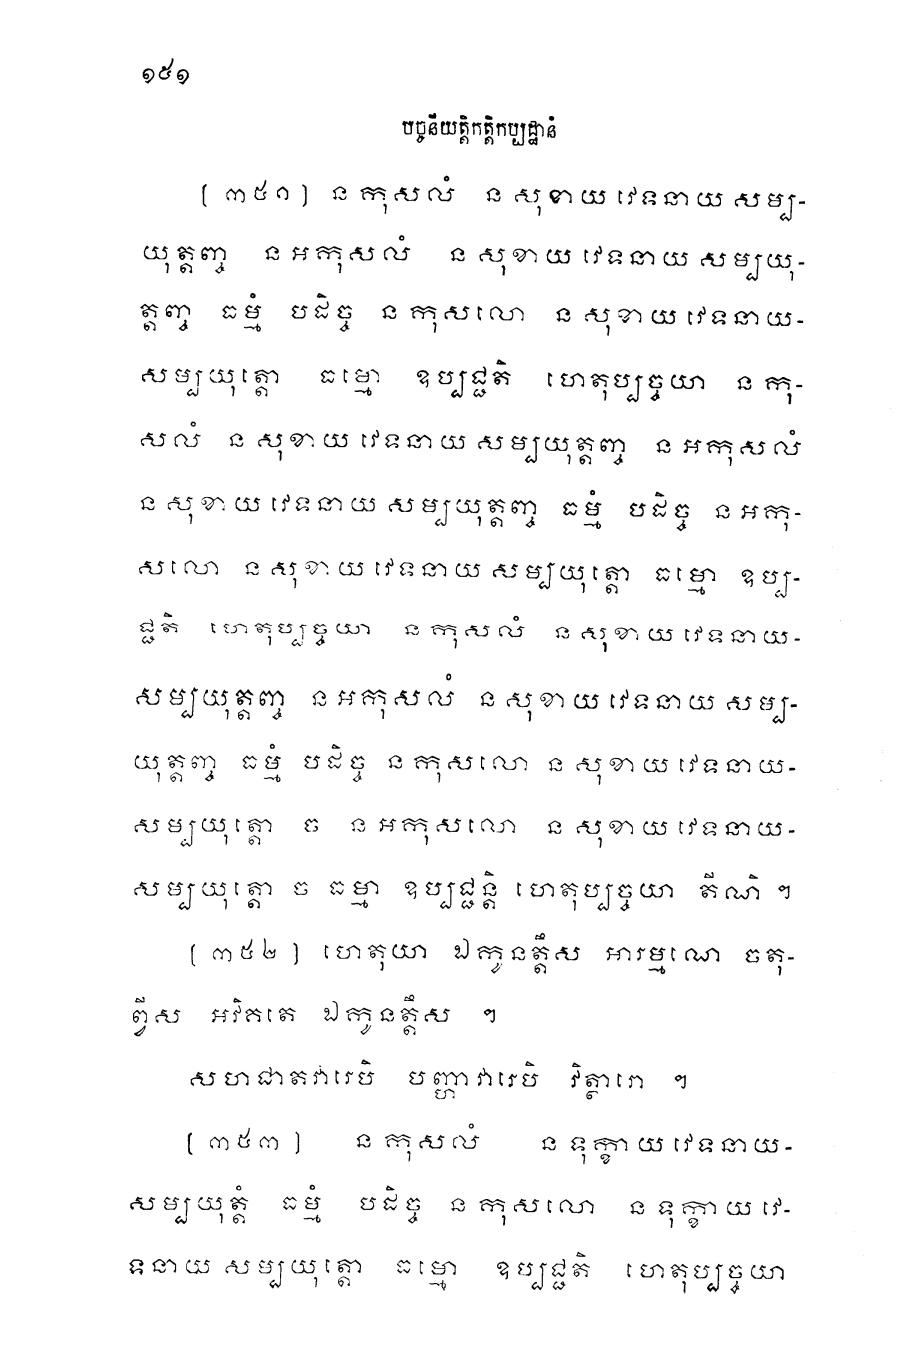 ១៥១
បច្ចនីយត្តិកត្តិកប្បដ្ឋានំ
[៣៥១] ន កុសលំ ន សុខាយ វេទនាយ សម្ប-
យុត្តញ្ច ន អកុសលំ ន សុខាយ វេទនាយ សម្បយុ-
ត្តញ្ច ធម្មំ បដិច្ច ន កុសលោ ន សុខាយ វេទនាយ-
សម្បយុត្តោ ធម្មោ ឧប្បជ្ជតិ ហេតុប្បច្ចយា ន កុ-
សលំ ន សុខាយ វេទនាយ សម្បយុត្តញ្ច ន អកុសលំ
ន សុខាយ វេទនាយ សម្បយុត្តញ្ច ធម្មំ បដិច្ច ន អកុ-
សលោ ន សុខាយ វេទនាយ សម្បយុត្តោ ធម្មោ ឧប្ប-
ជ្ជតិ ហេតុប្បច្ចយា ន កុសលំ ន សុខាយ វេទនាយ-
សម្បយុត្តញ្ច ន អកុសលំ ន សុខាយ វេទនាយ សម្ប-
យុត្តញ្ច ធម្មំ បដិច្ច ន កុសលោ ន សុខាយ វេទនាយ-
សម្បយុត្តោ ច ន អកុសលោ ន សុខាយ វេទនាយ-
សម្បយុត្តោ ច ធម្មា ឧប្បជ្ជន្តិ ហេតុប្បច្ចយា តីណិ ។
[៣៥២] ហេតុយា ឯកូនត្តឹស អារម្មណេ ចតុ-
ព្វីស អវិគតេ ឯកូនត្តឹស ។
សហជាតវារេបិ បញ្ហាវារេបិ វិត្ថារោ ។
[៣៥៣] ន កុសលំ ន ទុក្ខាយ វេទនាយ-
សម្បយុត្តំ ធម្មំ បដិច្ច ន កុសលោ ន ទុក្ខាយ វេ-
ទនាយ សម្បយុត្តោ ធម្មោ ឧប្បជ្ជតិ ហេតុប្បច្ចយា